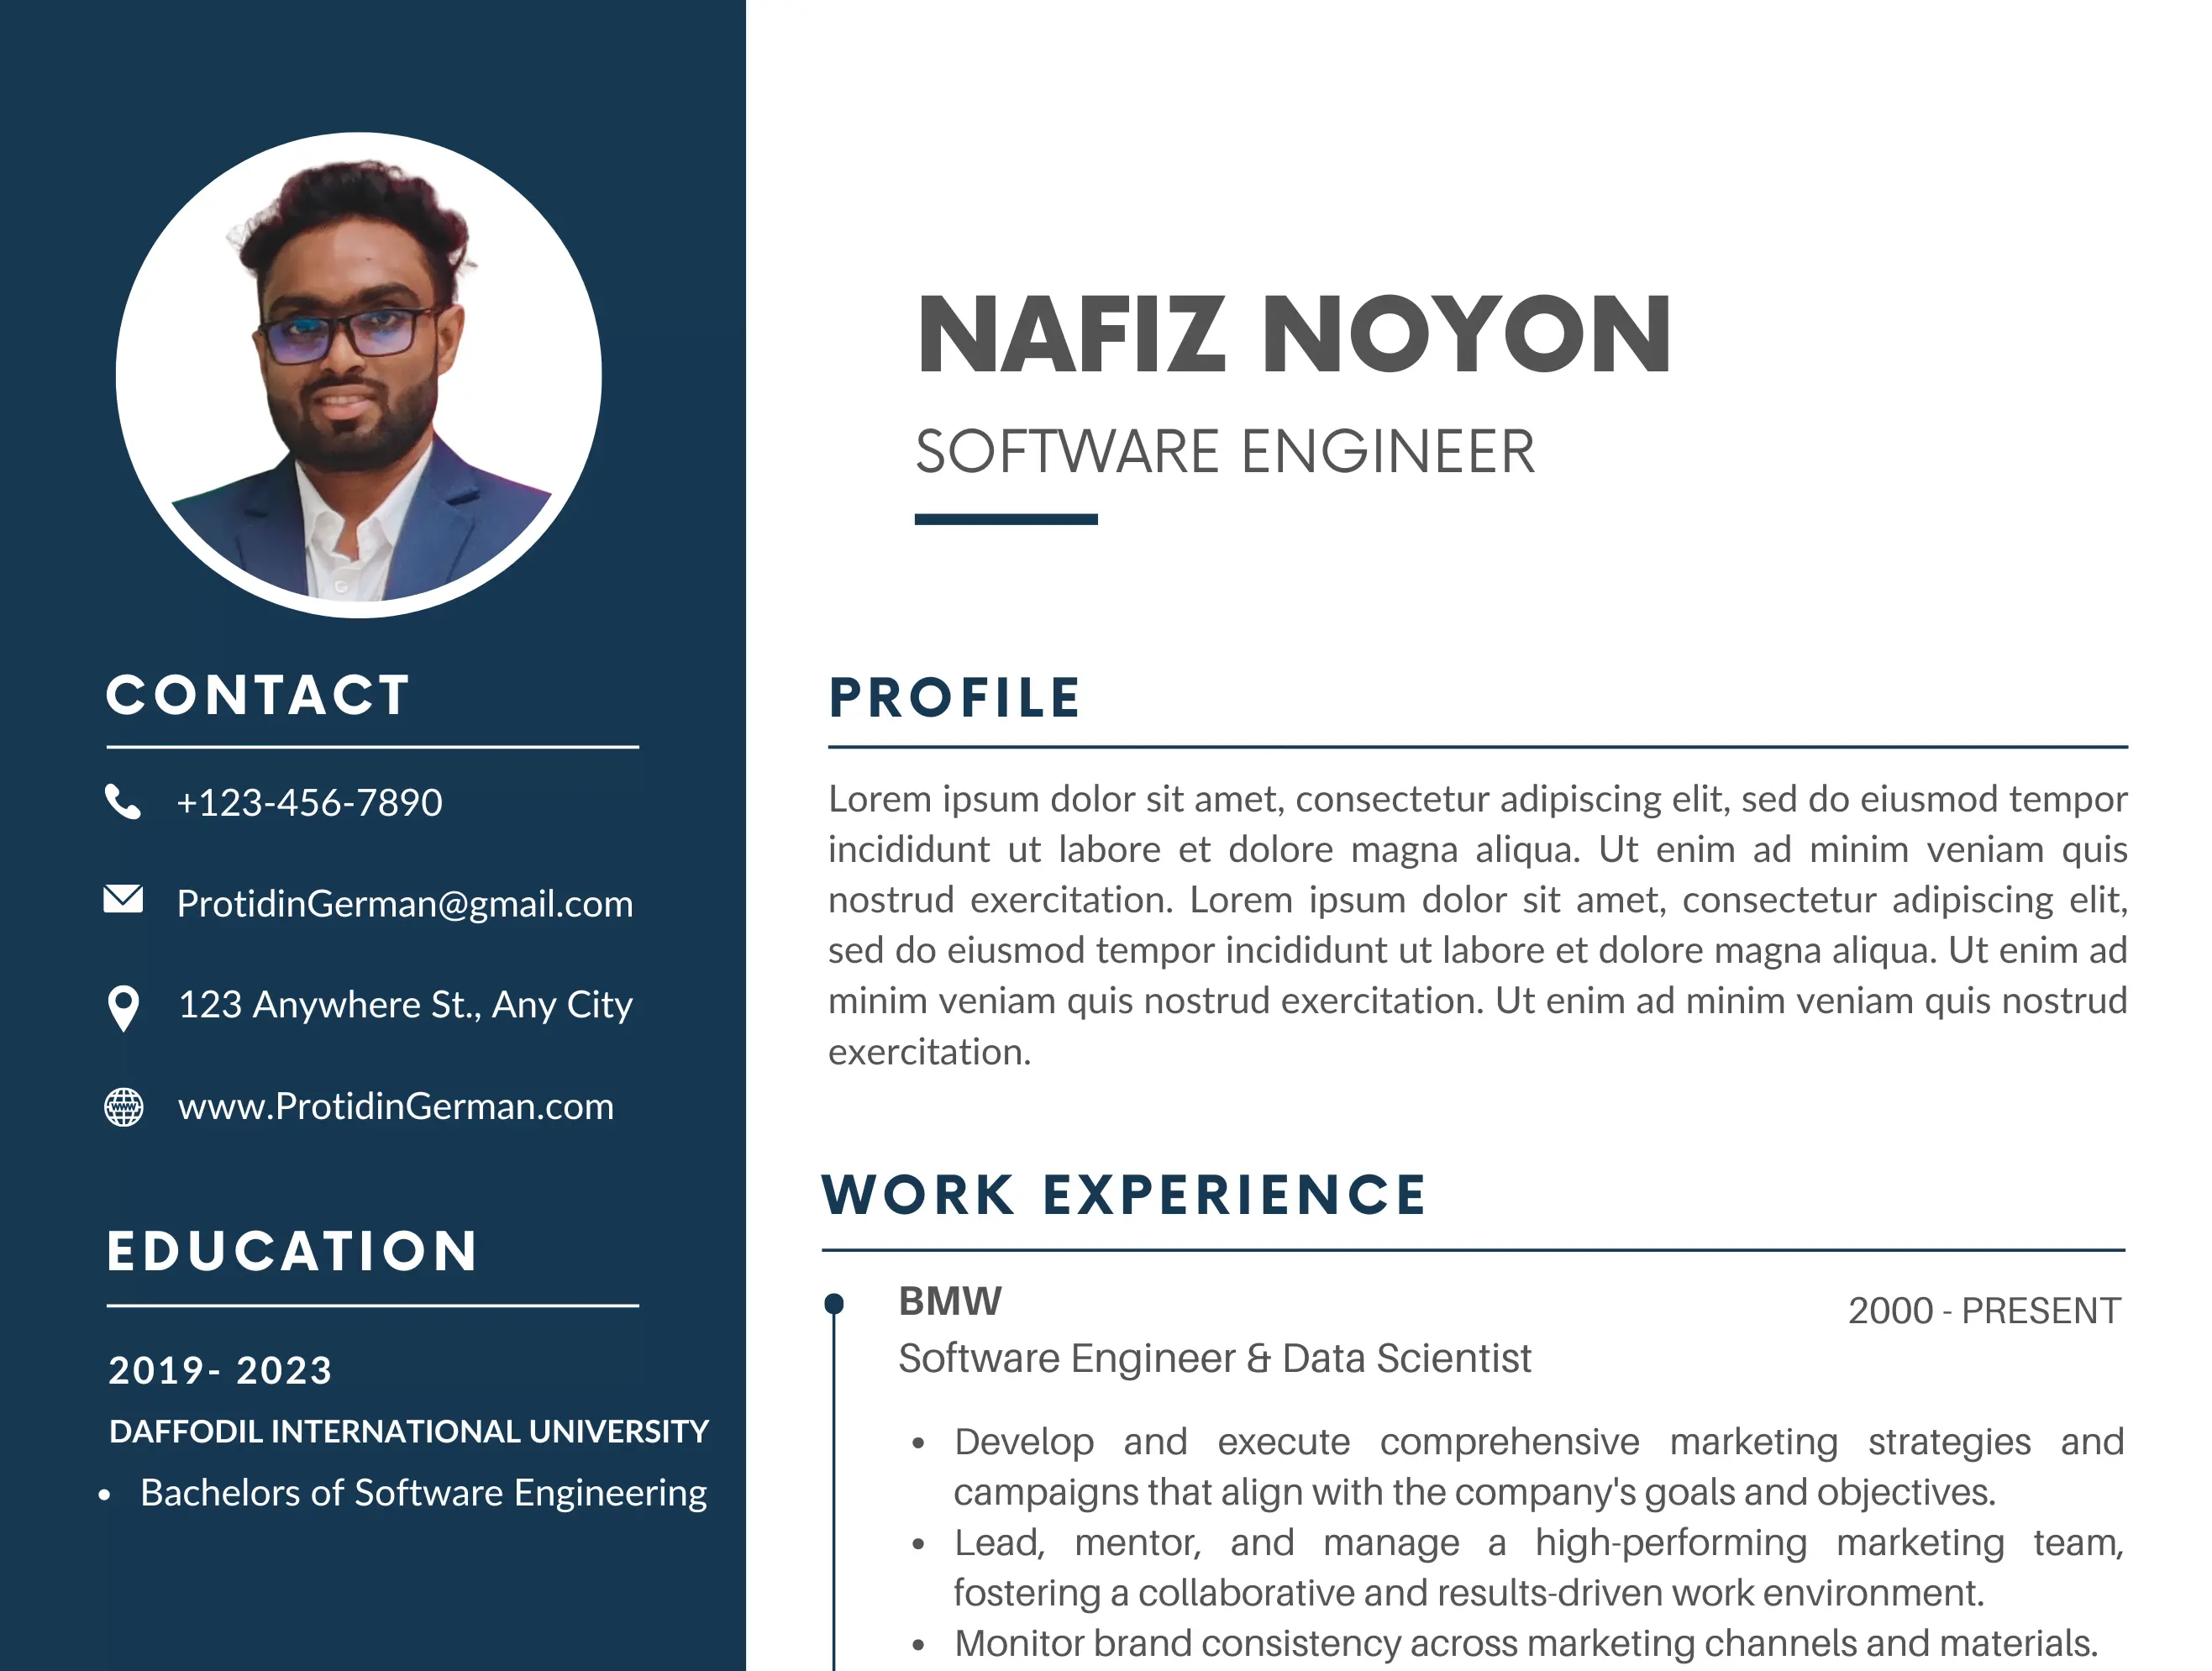 NAFIZ NOYON
SOFTWARE ENGINEER
CONTACT
+123-456-7890
ProtidinGerman@gmail.com
123 Anywhere St., Any City
www.ProtidinGerman.com
EDUCATION
2019- 2023
DAFFODIL INTERNATIONAL UNIVERSITY
• Bachelors of Software Engineering
PROFILE
Lorem ipsum dolor sit amet, consectetur adipiscing elit, sed do eiusmod tempor
incididunt ut labore et dolore magna aliqua. Ut enim ad minim veniam quis
nostrud exercitation. Lorem ipsum dolor sit amet, consectetur adipiscing elit,
sed do eiusmod tempor incididunt ut labore et dolore magna aliqua. Ut enim ad
minim veniam quis nostrud exercitation. Ut enim ad minim veniam quis nostrud
exercitation.
WORK EXPERIENCE
BMW
2000 - PRESENT
Software Engineer & Data Scientist
• Develop and execute comprehensive marketing strategies and
campaigns that align with the company's goals and objectives.
• Lead, mentor, and manage a high-performing marketing team,
fostering a collaborative and results-driven work environment.
• Monitor brand consistency across marketing channels and materials.